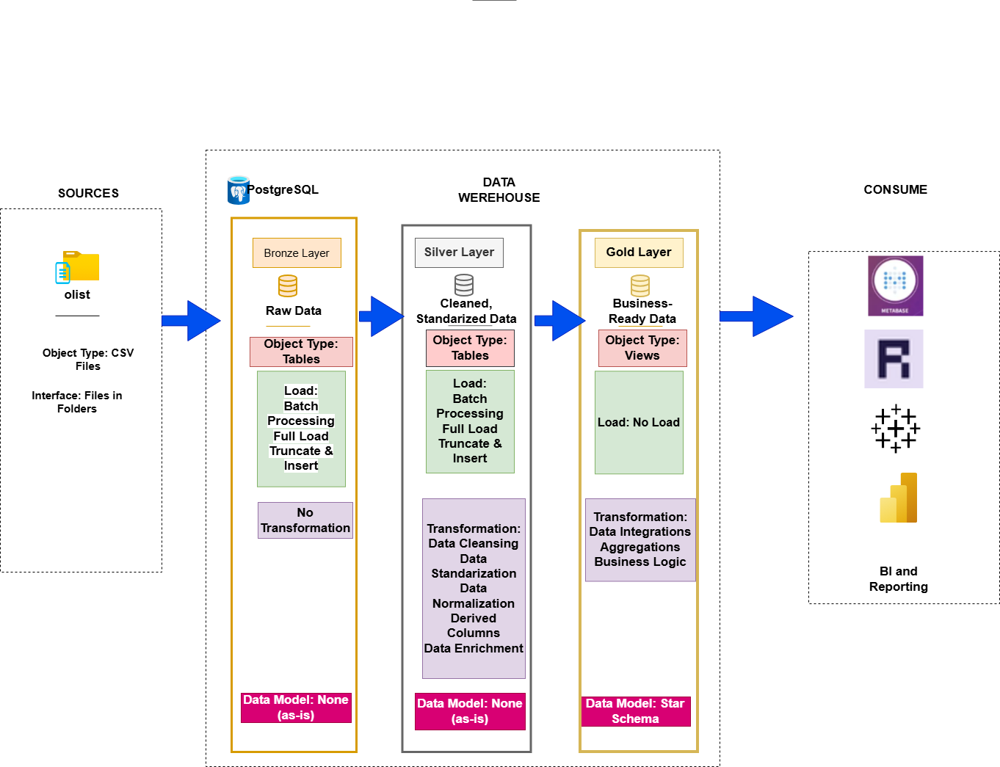 SOURCES
olist
Object Type: CSV
Files
Interface: Files in
Folders
PostgreSQL
DATA
WEREHOUSE
Bronze Layer
Raw Data
Object Type:
Tables
Load:
Batch
Processing
Full Load
Truncate &
Insert
No
Transformation
Data Model: None
(as-is)
Silver Layer
Cleaned,
Standarized Data
Object Type:
Tables
Load:
Batch
Processing
Full Load
Truncate &
Insert
Transformation:
Data Cleansing
Data
Standarization
Data
Normalization
Derived
Columns
Data Enrichment
Data Model: None
(as-is)
Gold Layer
Business-
Ready Data
Object Type:
Views
Load: No Load
Transformation:
Data Integrations
Aggregations
Business Logic
Data Model: Star
Schema
CONSUME
METABASE
R
BI and
Reporting